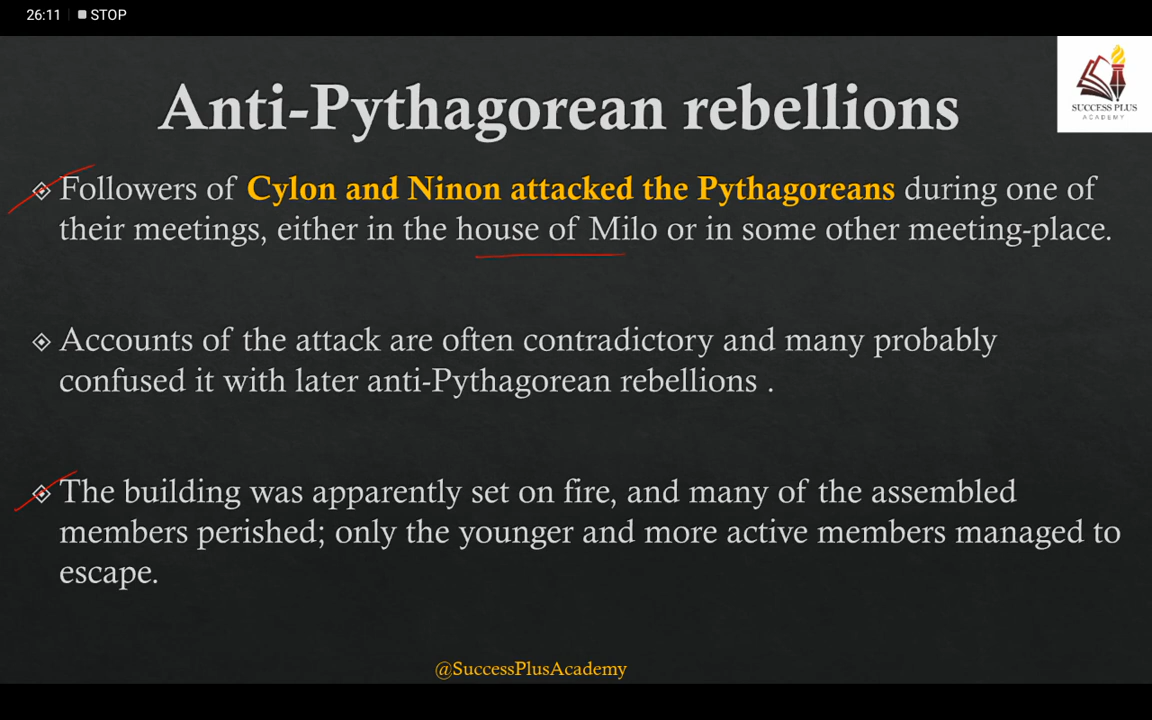 26:11 STOP
SUCCESS PLUS
ACADEMY
Anti-Pythagorean rebellions
Followers of Cylon and Ninon attacked the Pythagoreans during one of
their meetings, either in the house of Milo or in some other meeting-place.
Accounts of the attack are often contradictory and many probably
confused it with later anti-Pythagorean rebellions .
The building was apparently set on fire, and many of the assembled
members perished; only the younger and more active members managed to
escape.
@SuccessPlusAcademy